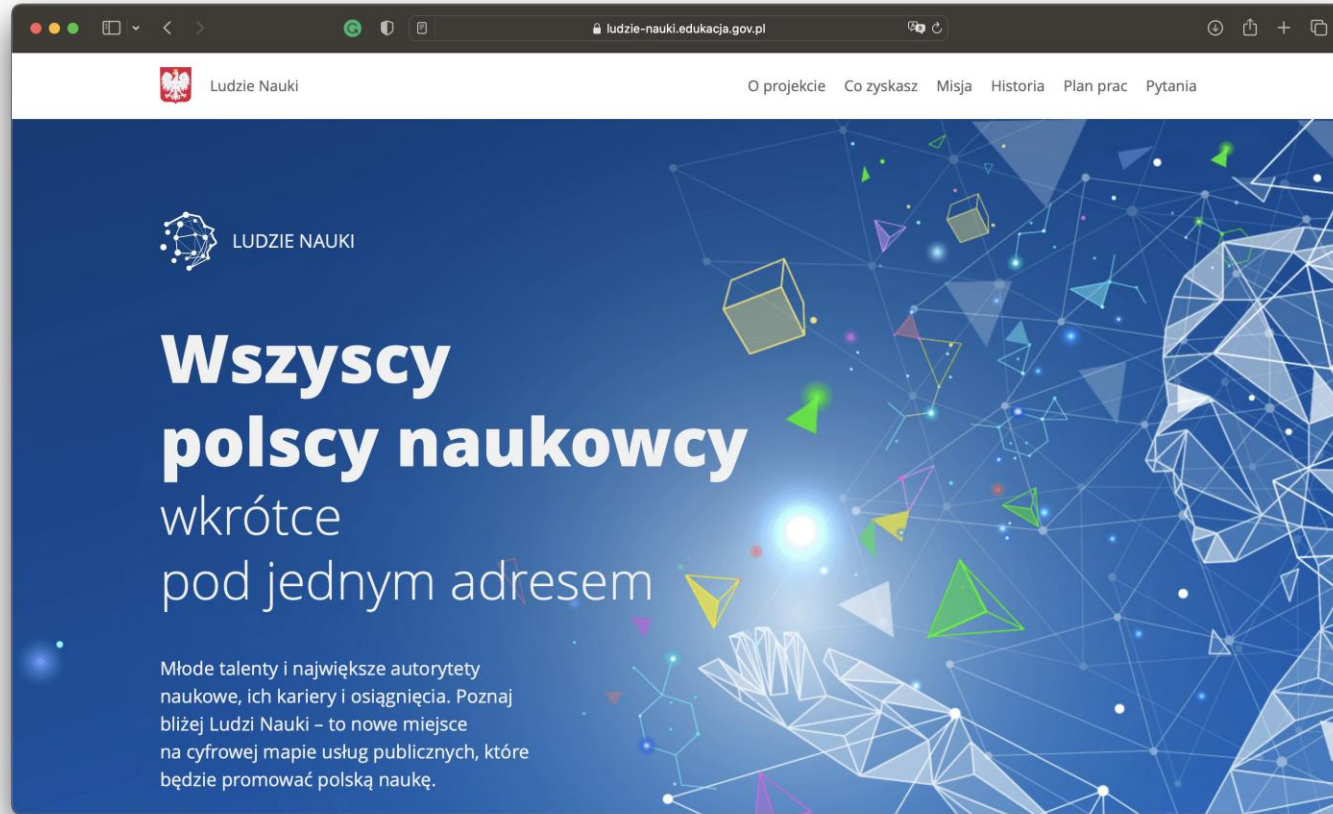 ludzie-nauki.edukacja.gov.pl
Ludzie Nauki
O projekcie Co zyskasz Misja Historia Plan prac Pytania
LUDZIE NAUKI
Wszyscy
polscy naukowcy
wkrótce
pod jednym adresem
Młode talenty i największe autorytety
naukowe, ich kariery i osiągnięcia. Poznaj
bliżej Ludzi Nauki – to nowe miejsce
na cyfrowej mapie usług publicznych, które
będzie promować polską naukę.